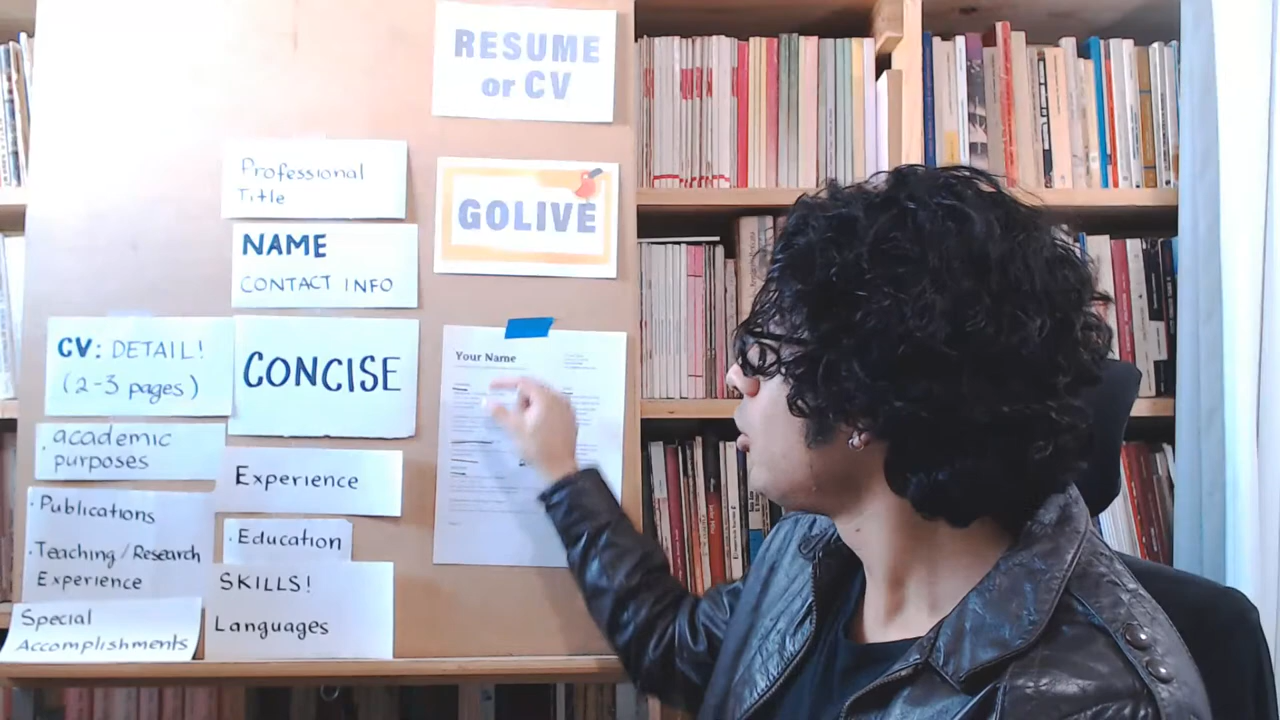 RESUME
or CV
GOLIVE
Professional
Title
NAME
CONTACT INFO
CONCISE
Experience
· Education
SKILLS!
Languages
CV: DETAIL!
(2-3 pages)
· academic
purposes
· Publications
· Teaching/Research
Experience
Special
Accomplishments
Your Name